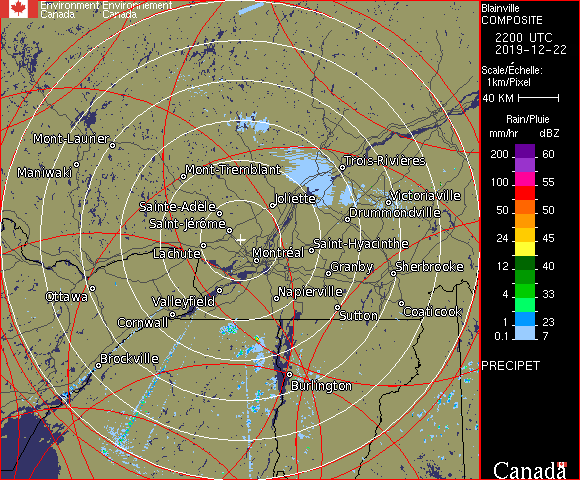 Environment Environnement
Canada Canada
Blainville
COMPOSITE
2200 UTC
2019-12-22
Scale/Échelle:
1km/Pixel
40 KM
Rain/Pluie
mm/hr dBZ
200 60
100 55
50 50
24 45
12 40
4 33
1 23
0.1 7
PRECIPET
Canada
Mont-Laurier
Maniwaki
Mont-Tremblant
Trois-Rivières
Joliette
Victoriaville
Sainte-Adèle
Drummondville
Saint-Jérôme
Saint-Hyacinthe
Lachute
Montréal
Granby
Sherbrooke
Ottawa
Napierville
Valleyfield
Coaticook
Cornwall
Sutton
Brockville
Burlington